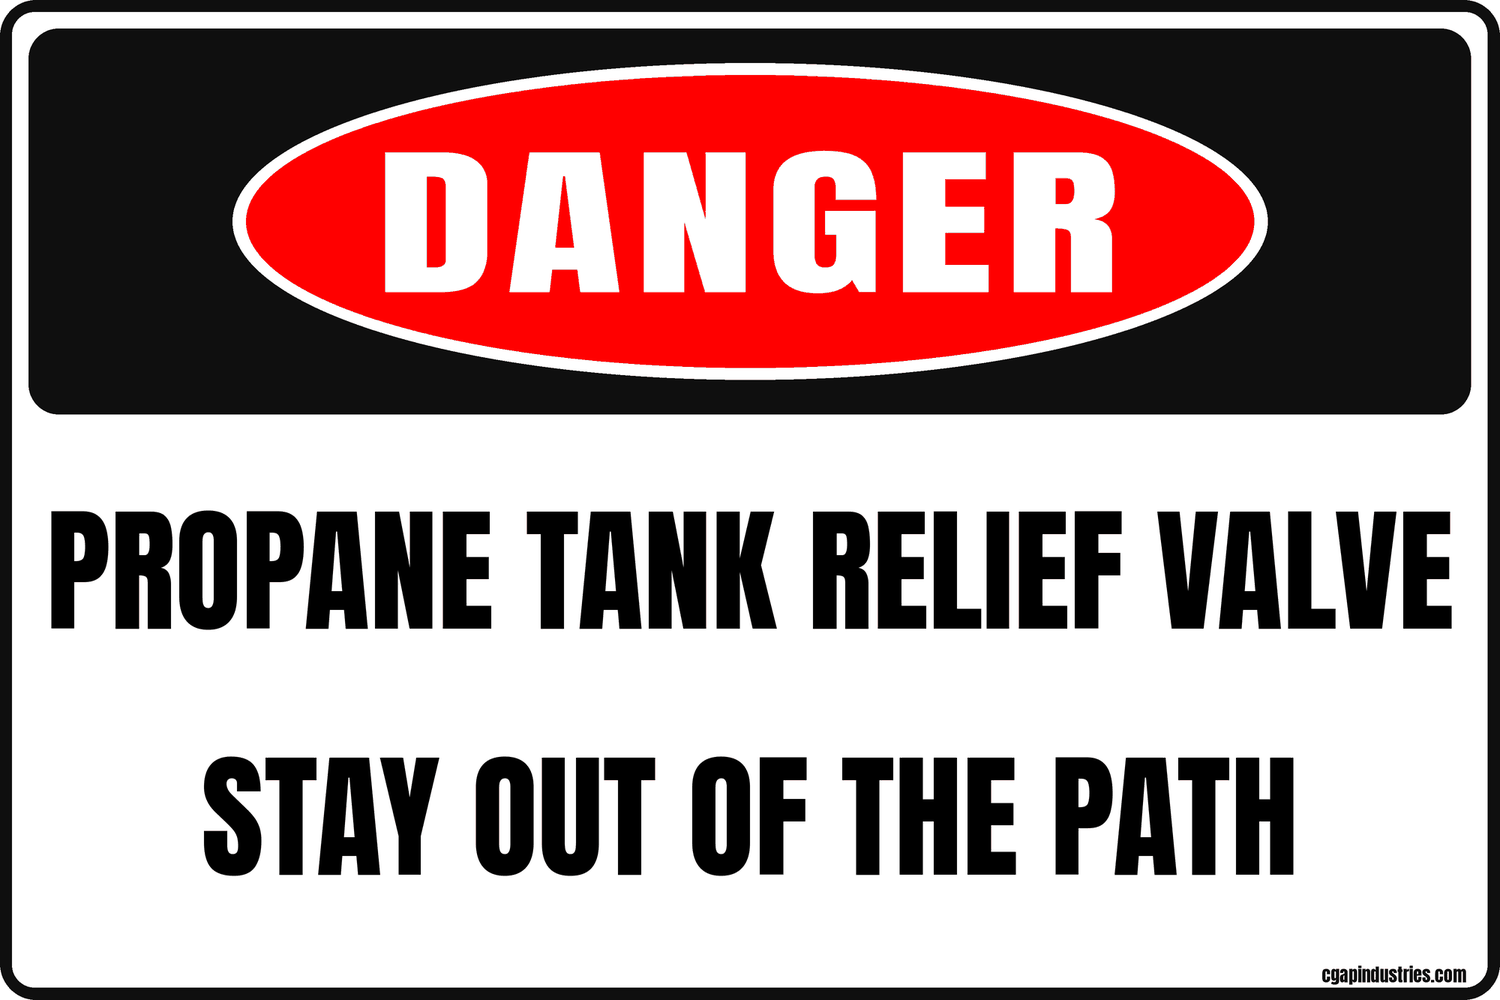 DANGER
PROPANE TANK RELIEF VALVE
STAY OUT OF THE PATH
cgapindustries.com